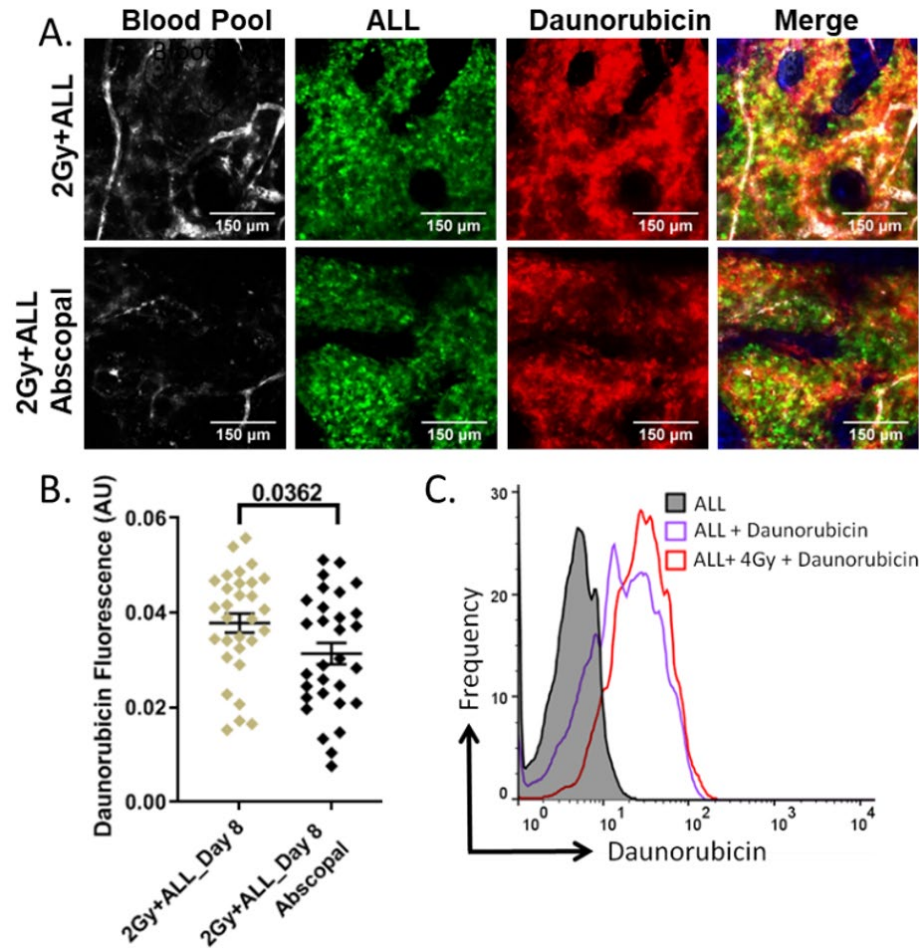 A.
Blood Pool ALL Daunorubicin Merge
Blood
2Gy+ALL
150 µm 150 µm 150 µm 150 µm
2Gy+ALL
Abscopal
150 µm 150 µm 150 µm 150 µm
B.
Daunorubicin Fluorescence (AU)
0.0362
0.06
0.04
0.02
0.00
2Gy+ALL_Day 8
2Gy+ALL_Day 8
Abscopal
C.
Frequency
30
20
10
0
ALL
ALL + Daunorubicin
ALL+ 4Gy + Daunorubicin
10⁰ 10¹ 10² 10³ 10⁴
Daunorubicin